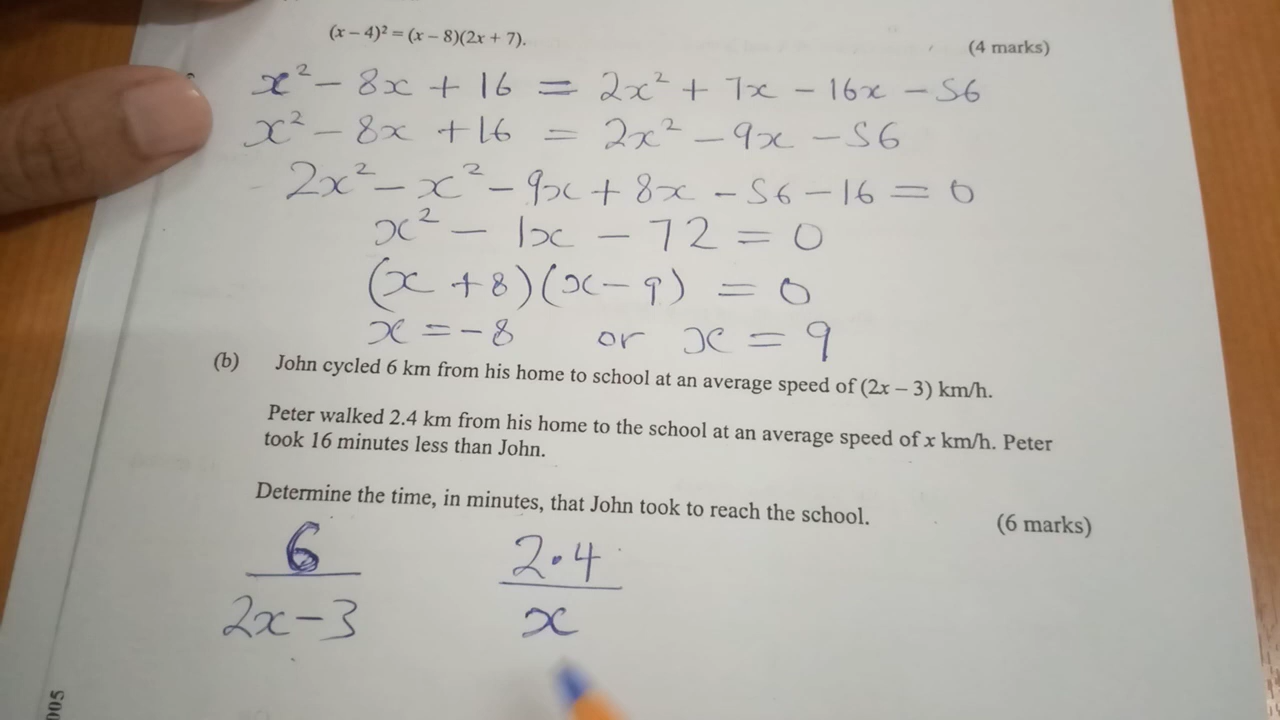 (x – 4)² = (x – 8)(2x + 7).
(4 marks)
x² – 8x + 16 = 2x² + 7x – 16x – 56
x² – 8x + 16 = 2x² – 9x – 56
2x² – x² – 9x + 8x – 56 – 16 = 0
x² – 1x – 72 = 0
(x + 8)(x – 9) = 0
x = –8 or x = 9
(b) John cycled 6 km from his home to school at an average speed of (2x – 3) km/h.
Peter walked 2.4 km from his home to the school at an average speed of x km/h. Peter
took 16 minutes less than John.
Determine the time, in minutes, that John took to reach the school.
(6 marks)
6 2·4
2x – 3 x
005